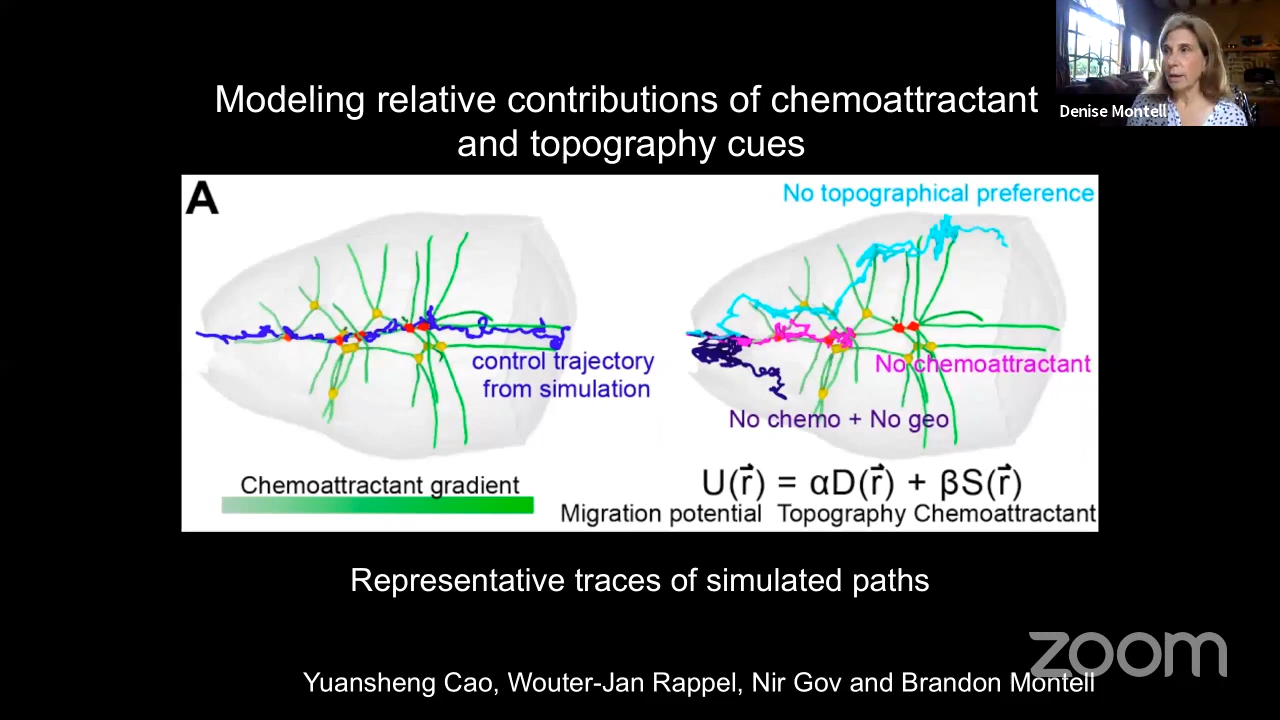 Modeling relative contributions of chemoattractant
and topography cues
Denise Montell
A
No topographical preference
control trajectory
from simulation
No chemoattractant
No chemo + No geo
Chemoattractant gradient
U(r⃗) = αD(r⃗) + βS(r⃗)
Migration potential Topography Chemoattractant
Representative traces of simulated paths
zoom
Yuansheng Cao, Wouter-Jan Rappel, Nir Gov and Brandon Montell